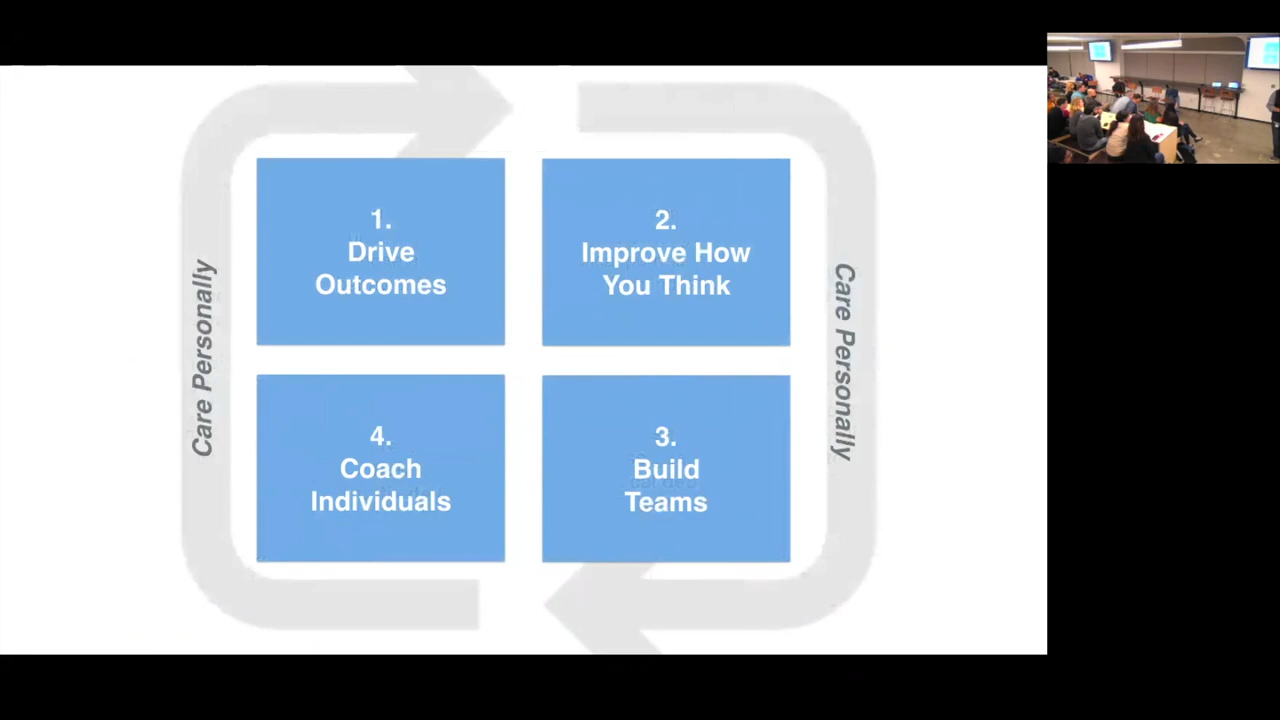 1.
Drive
Outcomes
2.
Improve How
You Think
Care Personally
Care Personally
4.
Coach
Individuals
3.
Build
Teams